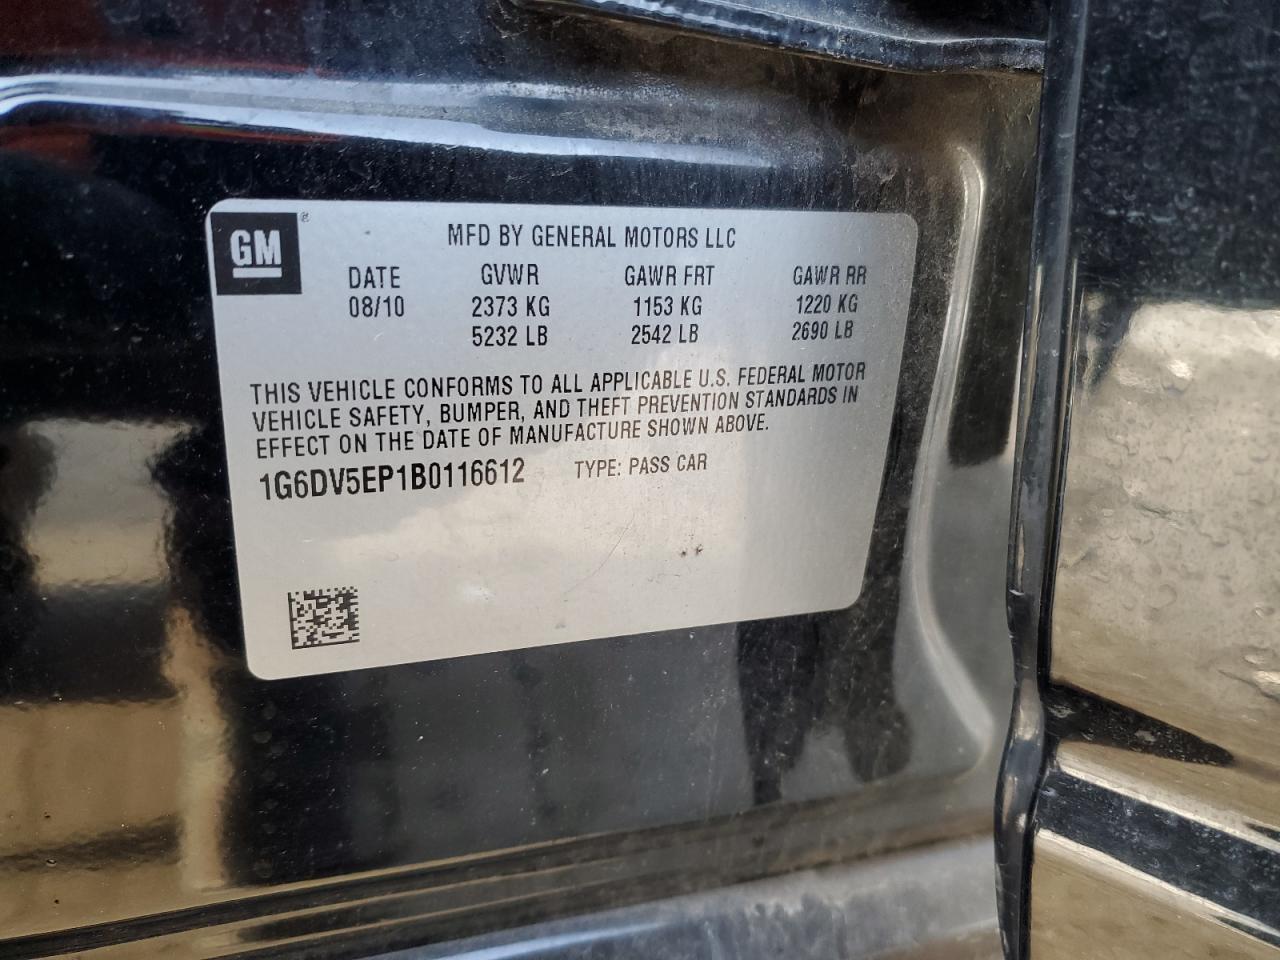 GM ®
MFD BY GENERAL MOTORS LLC
DATE GVWR GAWR FRT GAWR RR
08/10 2373 KG 1153 KG 1220 KG
5232 LB 2542 LB 2690 LB
THIS VEHICLE CONFORMS TO ALL APPLICABLE U.S. FEDERAL MOTOR
VEHICLE SAFETY, BUMPER, AND THEFT PREVENTION STANDARDS IN
EFFECT ON THE DATE OF MANUFACTURE SHOWN ABOVE.
1G6DV5EP1B0116612 TYPE: PASS CAR